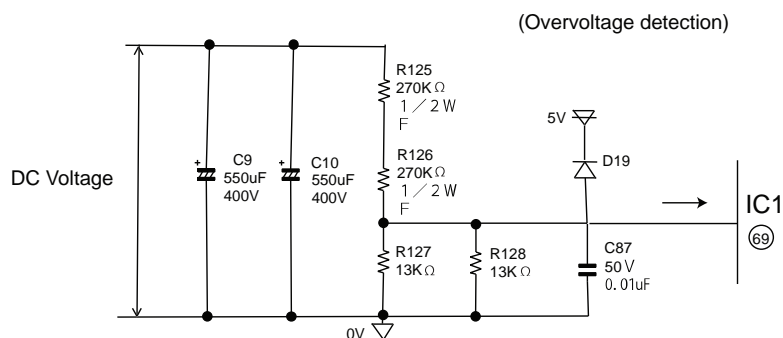 (Overvoltage detection)
DC Voltage
C9
550uF
400V
C10
550uF
400V
R125
270KΩ
1/2W
F
R126
270KΩ
1/2W
F
R127
13KΩ
R128
13KΩ
5V
D19
C87
50V
0.01uF
IC1
69
0V